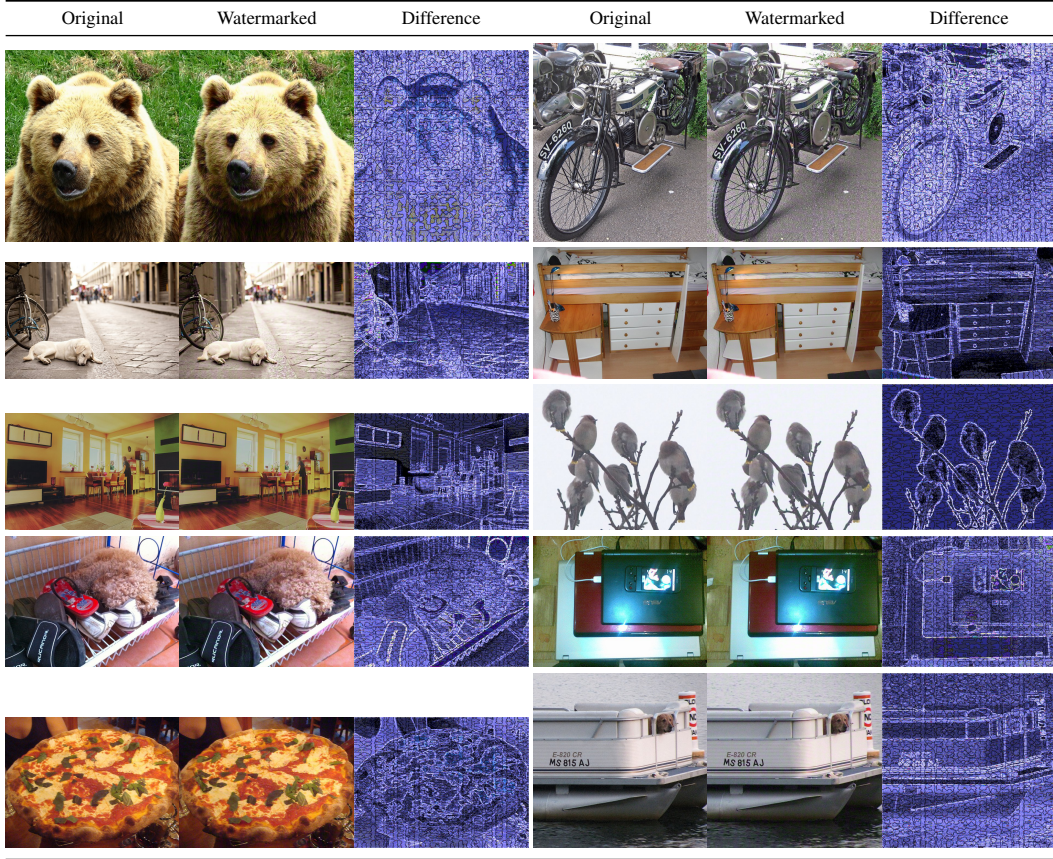 Original Watermarked Difference Original Watermarked Difference
SV-6260 SV-6260
E-820 CR E-820 CR
MS 815 AJ MS 815 AJ